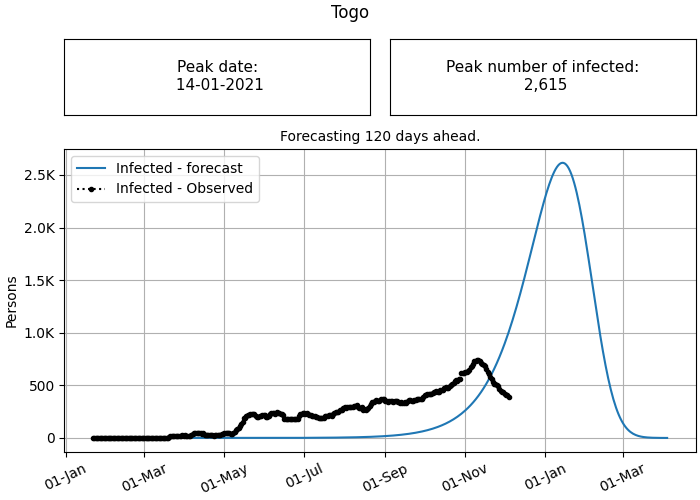 Togo
Peak date:
14-01-2021
Peak number of infected:
2,615
Forecasting 120 days ahead.
Infected - forecast
Infected - Observed
Persons
2.5K
2.0K
1.5K
1.0K
500
0
01-Jan
01-Mar
01-May
01-Jul
01-Sep
01-Nov
01-Jan
01-Mar